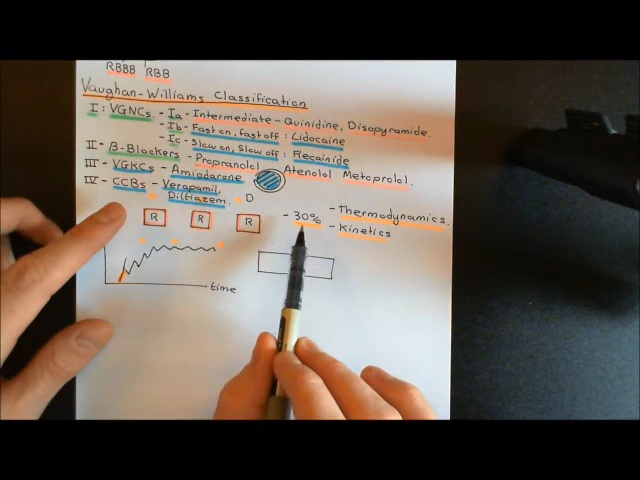 RBBB RBB
Vaughan-Williams Classification
I: VGNCs. - Ia - Intermediate - Quinidine, Disopyramide.
- Ib - Fast on, fast off: Lidocaine
- Ic - Slow on, Slow off: Flecainide
II - β-Blockers - Propranolol Atenolol Metoprolol.
III - VGKCs - Amiodarone
IV - CCBs - Verapamil,
Diltiazem. D
R R R
- 30% - Thermodynamics.
- Kinetics
time